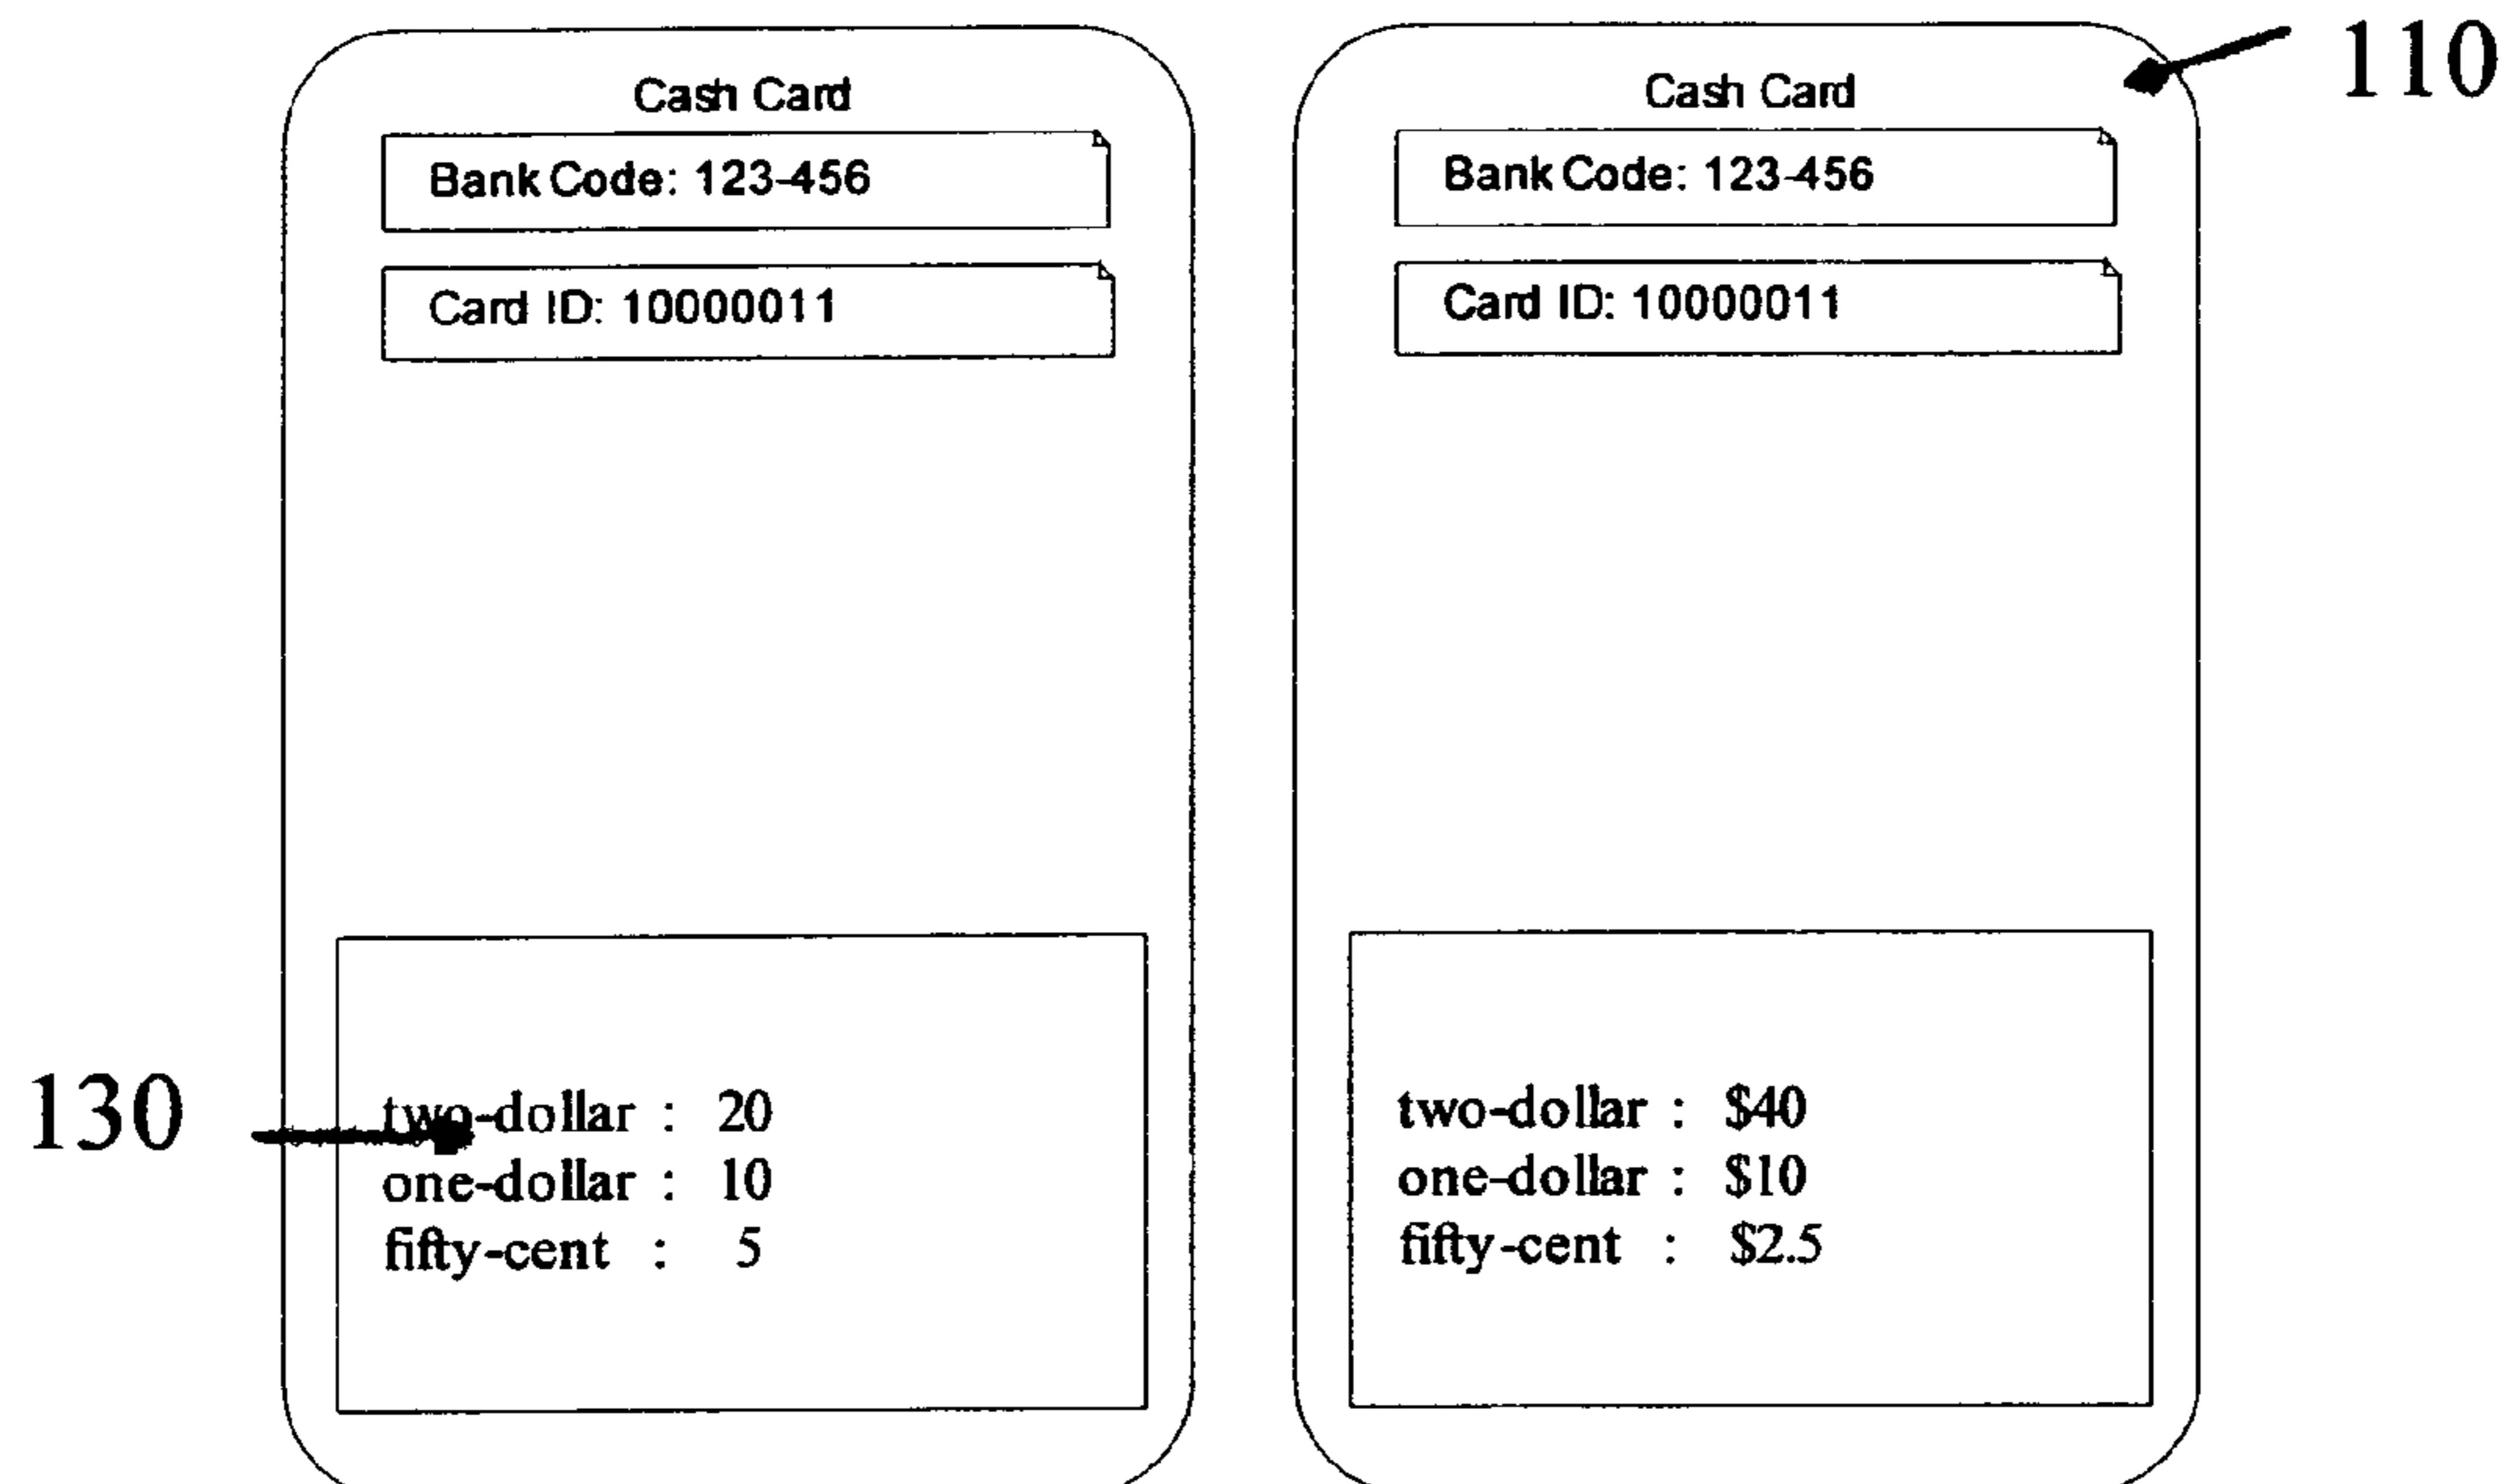 110
Cash Card
Bank Code: 123-456
Card ID: 10000011
130
two-dollar : 20
one-dollar : 10
fifty-cent : 5
Cash Card
Bank Code: 123-456
Card ID: 10000011
two-dollar : $40
one-dollar : $10
fifty-cent : $2.5